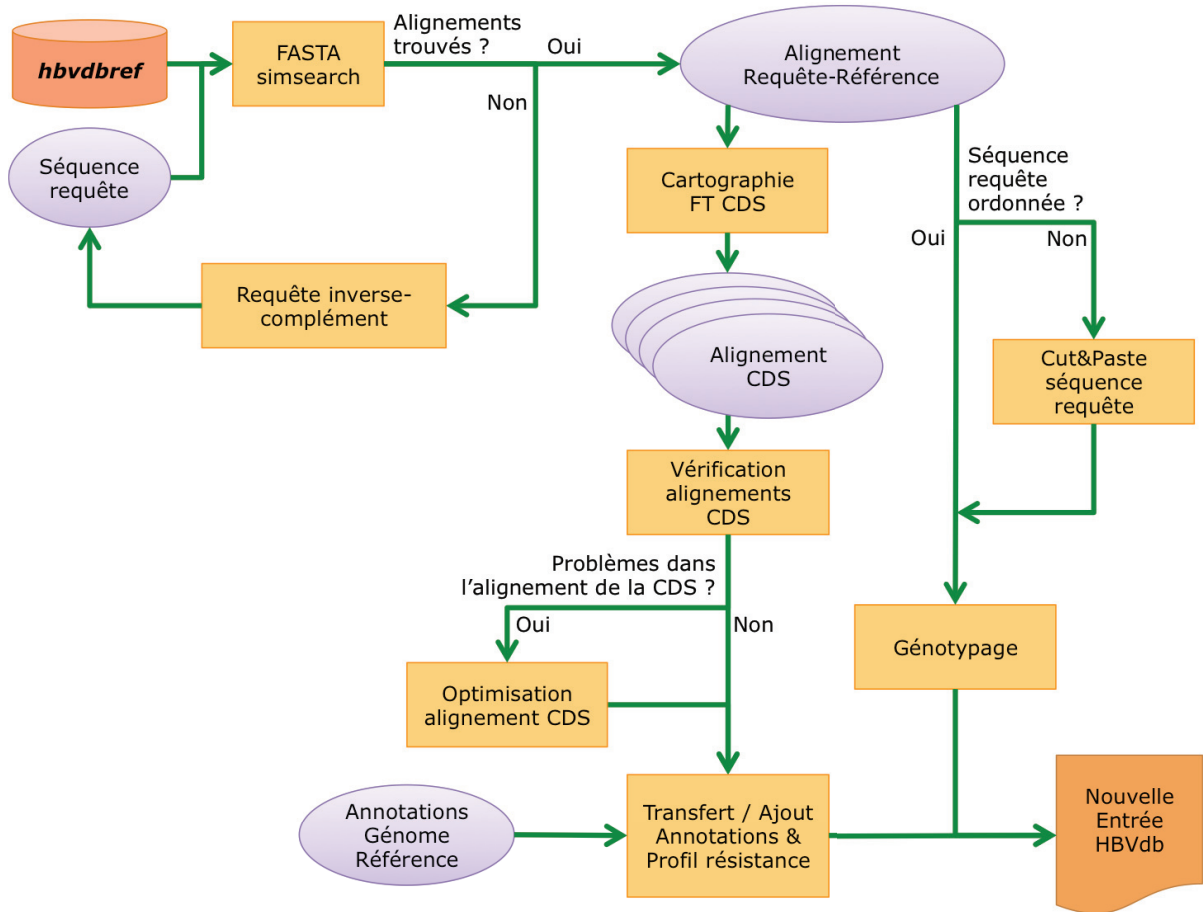 hbvdbref
FASTA
simsearch
Alignements
trouvés ?
Oui
Non
Alignement
Requête-Référence
Séquence
requête
Requête inverse-
complément
Cartographie
FT CDS
Séquence
requête
ordonnée ?
Oui
Non
Alignement
CDS
Cut&Paste
séquence
requête
Vérification
alignements
CDS
Problèmes dans
l’alignement de la CDS ?
Oui
Non
Optimisation
alignement CDS
Génotypage
Annotations
Génome
Référence
Transfert / Ajout
Annotations &
Profil résistance
Nouvelle
Entrée
HBVdb